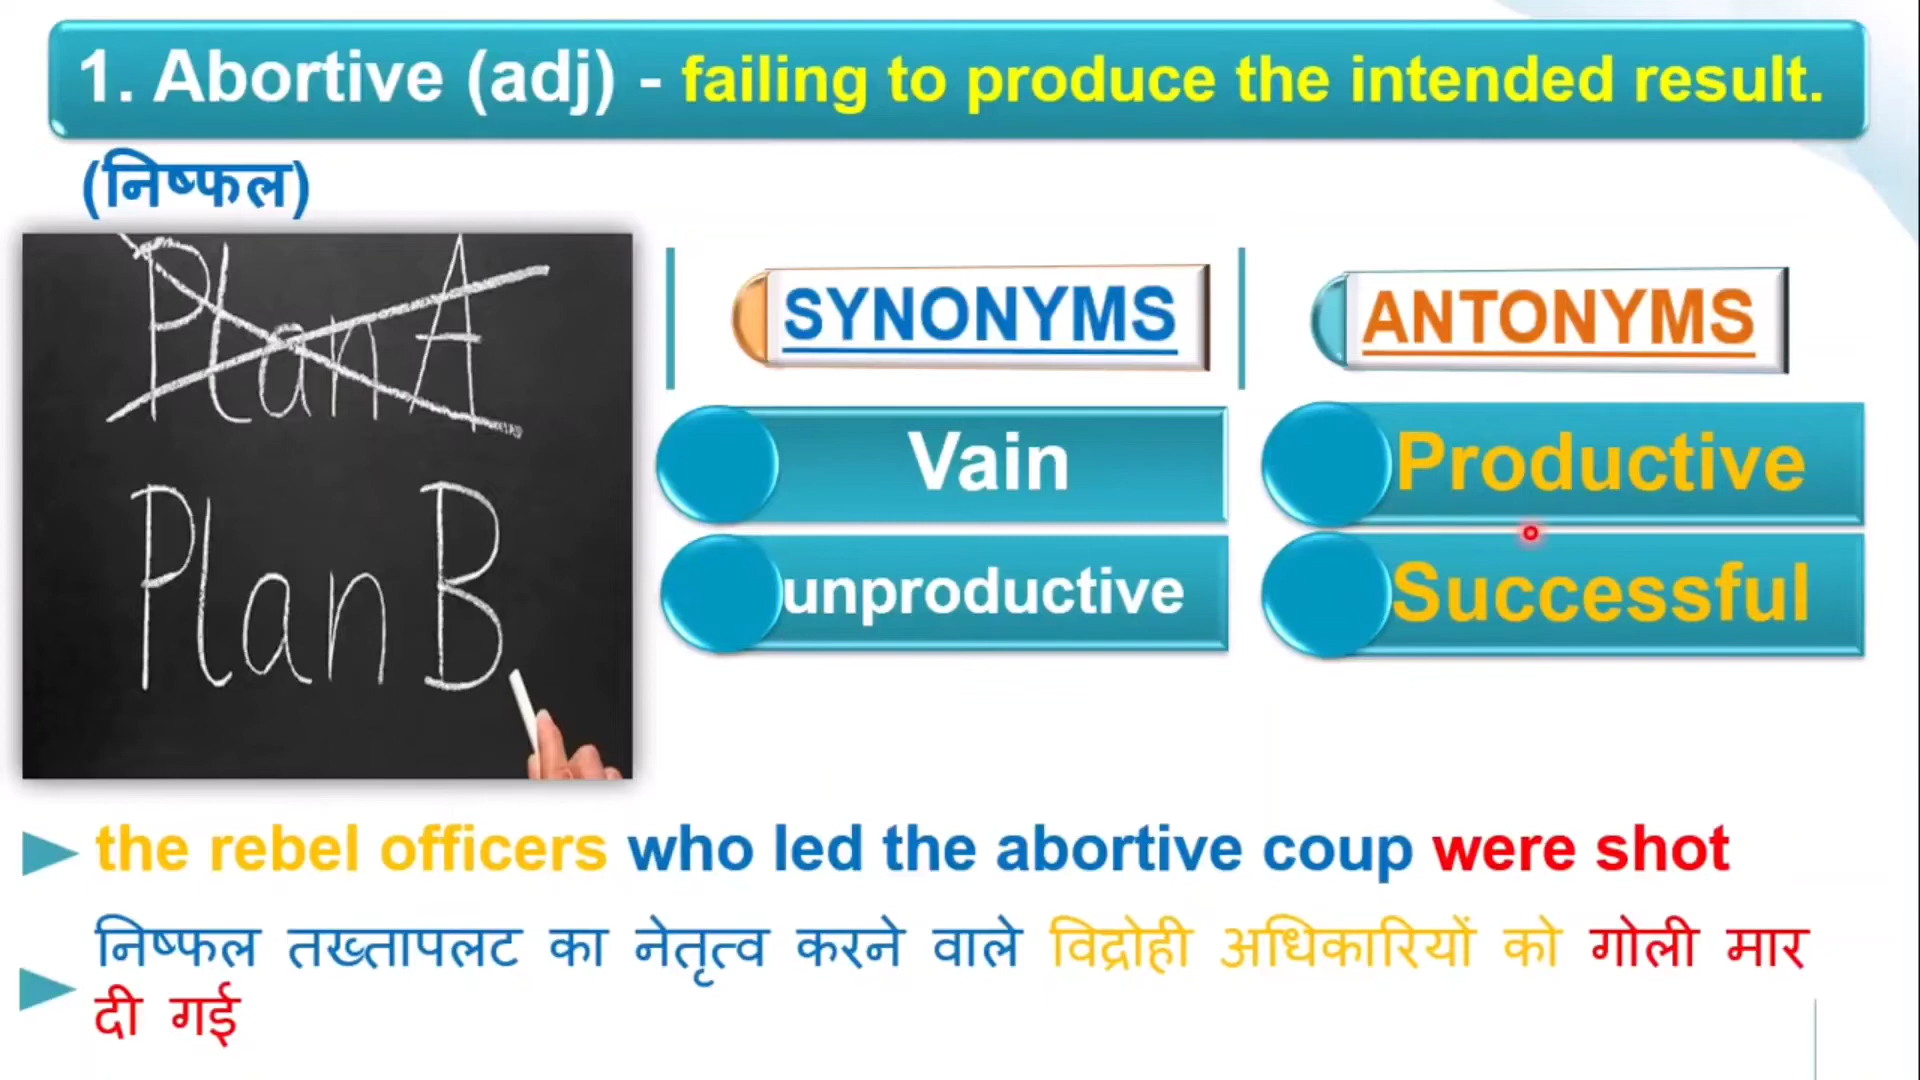 1. Abortive (adj) - failing to produce the intended result.
(निष्फल)
Plan A
Plan B
SYNONYMS
Vain
unproductive
ANTONYMS
Productive
Successful
the rebel officers who led the abortive coup were shot
निष्फल तख्तापलट का नेतृत्व करने वाले विद्रोही अधिकारियों को गोली मार
दी गई